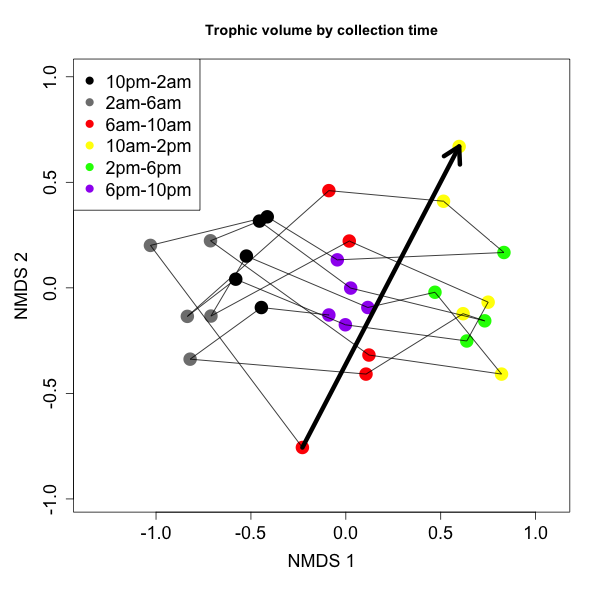 Trophic volume by collection time
10pm-2am
2am-6am
6am-10am
10am-2pm
2pm-6pm
6pm-10pm
1.0
0.5
0.0
-0.5
-1.0
NMDS 2
-1.0 -0.5 0.0 0.5 1.0
NMDS 1